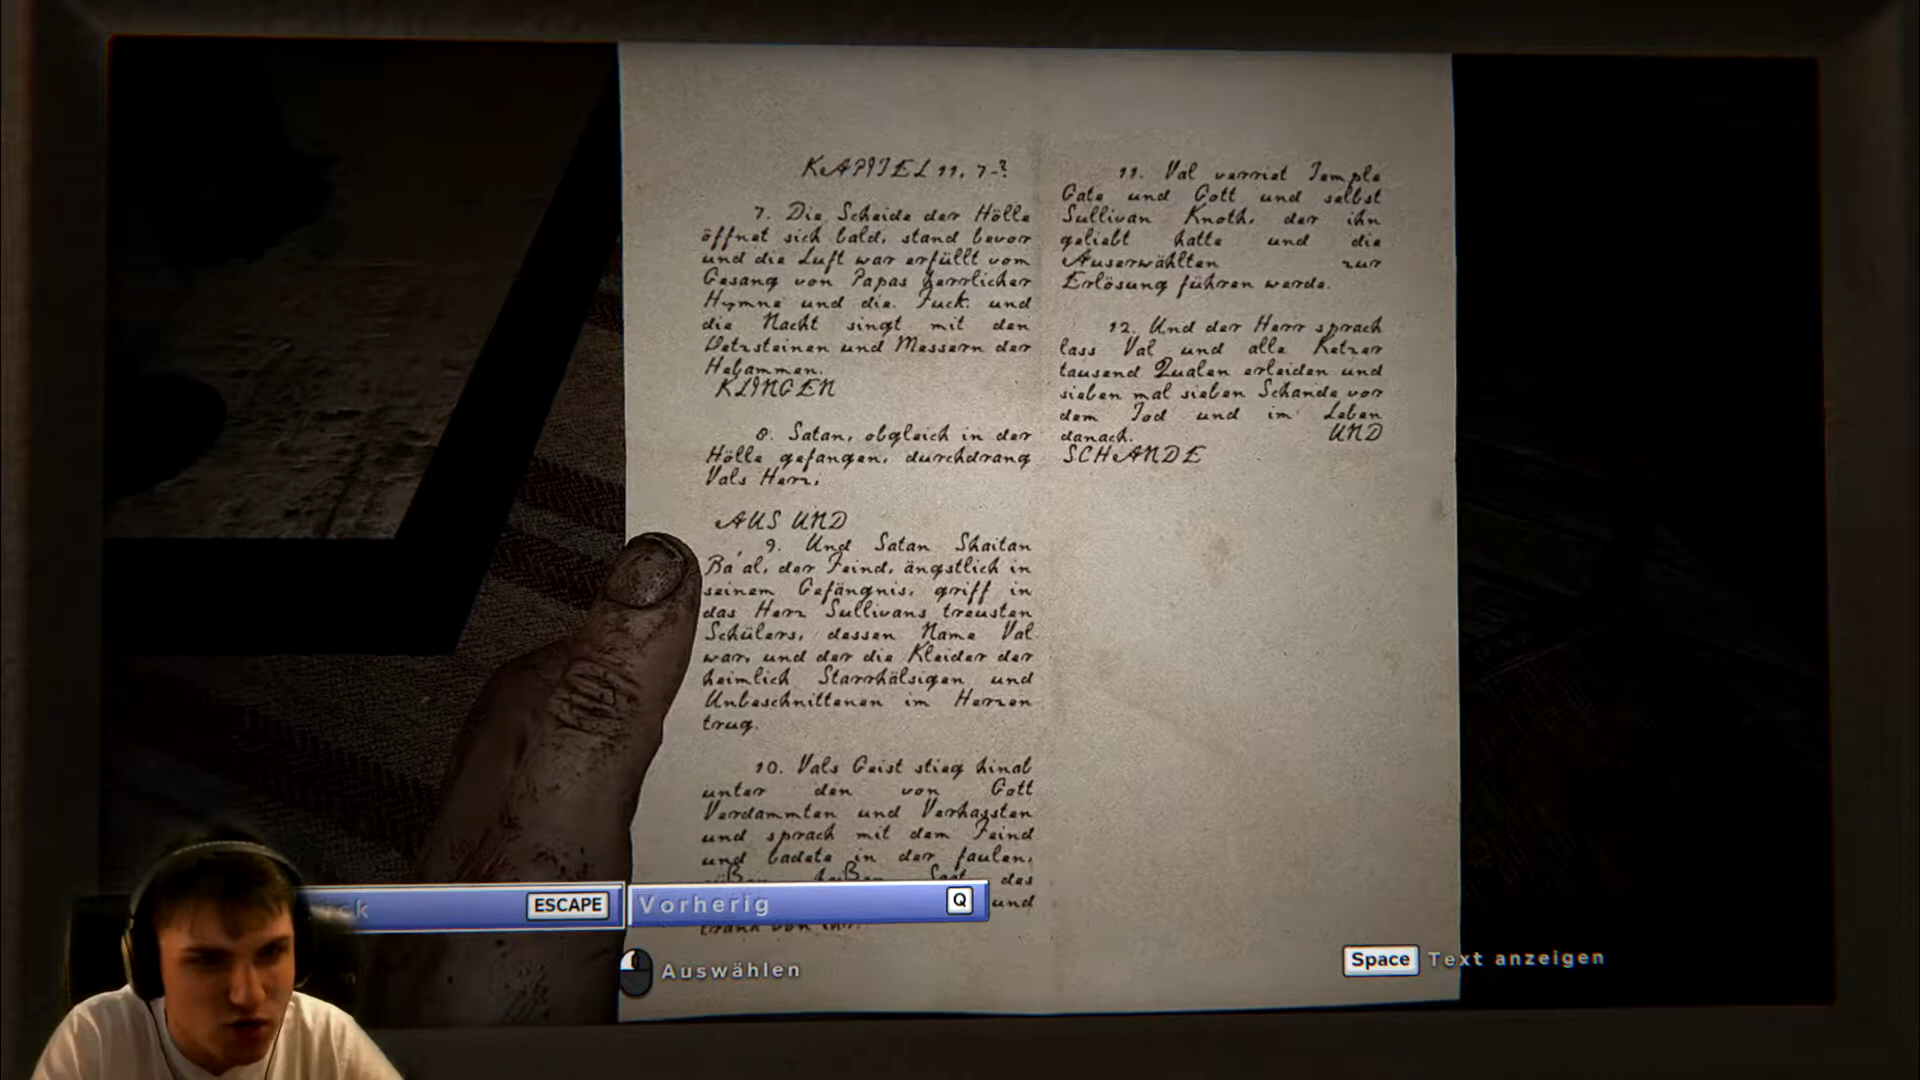 KAPITEL 11, 7-?
7. Die Scheide der Hölle
öffnet sich bald, stand bevor
und die Luft war erfüllt vom
Gesang von Papas herrlicher
Hymne und die. Fuck. und
die Nacht singt mit den
Wetzsteinen und Messern der
Hebammen.
KLINGEN
8. Satan, obgleich in der
Hölle gefangen, durchdrang
Vals Herz,
AUS UND
9. Und Satan Shaitan
Ba'al, der Feind, ängstlich in
seinem Gefängnis, griff in
das Herz Sullivans treusten
Schülers, dessen Name Val
war, und der die Kleider der
heimlich Starrhälsigen und
Unbeschnittenen im Herzen
trug.
10. Vals Geist stieg hinab
unter den von Gott
Verdammten und Verhassten
und sprach mit dem Feind
und badete in der faulen,
des
und
11. Val verriet Temple
Gate und Gott und selbst
Sullivan Knoth, der ihn
geliebt hatte und die
Auserwählten zur
Erlösung führen werde.
12. Und der Herr sprach
lass Val und alle Ketzer
tausend Qualen erleiden und
sieben mal sieben Schande vor
dem Tod und im Leben
danach. UND
SCHANDE
ESCAPE
Vorherig Q
Auswählen
Space Text anzeigen